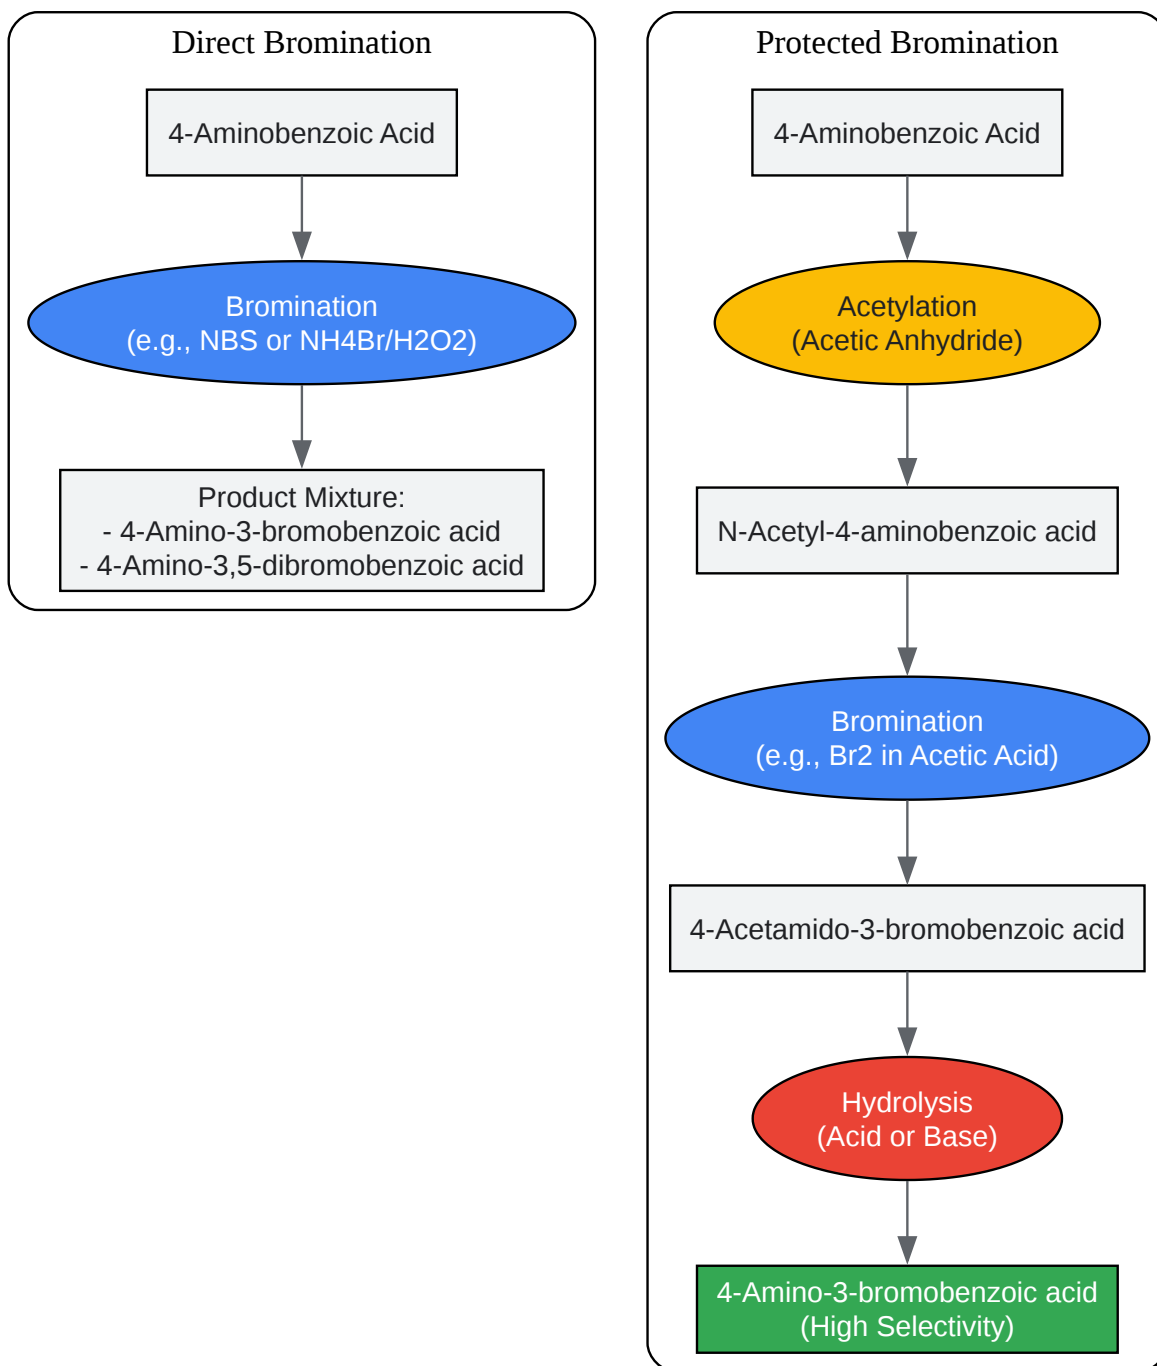 Direct Bromination
4-Aminobenzoic Acid
Bromination
(e.g., NBS or NH4Br/H2O2)
Product Mixture:
- 4-Amino-3-bromobenzoic acid
- 4-Amino-3,5-dibromobenzoic acid
Protected Bromination
4-Aminobenzoic Acid
Acetylation
(Acetic Anhydride)
N-Acetyl-4-aminobenzoic acid
Bromination
(e.g., Br2 in Acetic Acid)
4-Acetamido-3-bromobenzoic acid
Hydrolysis
(Acid or Base)
4-Amino-3-bromobenzoic acid
(High Selectivity)